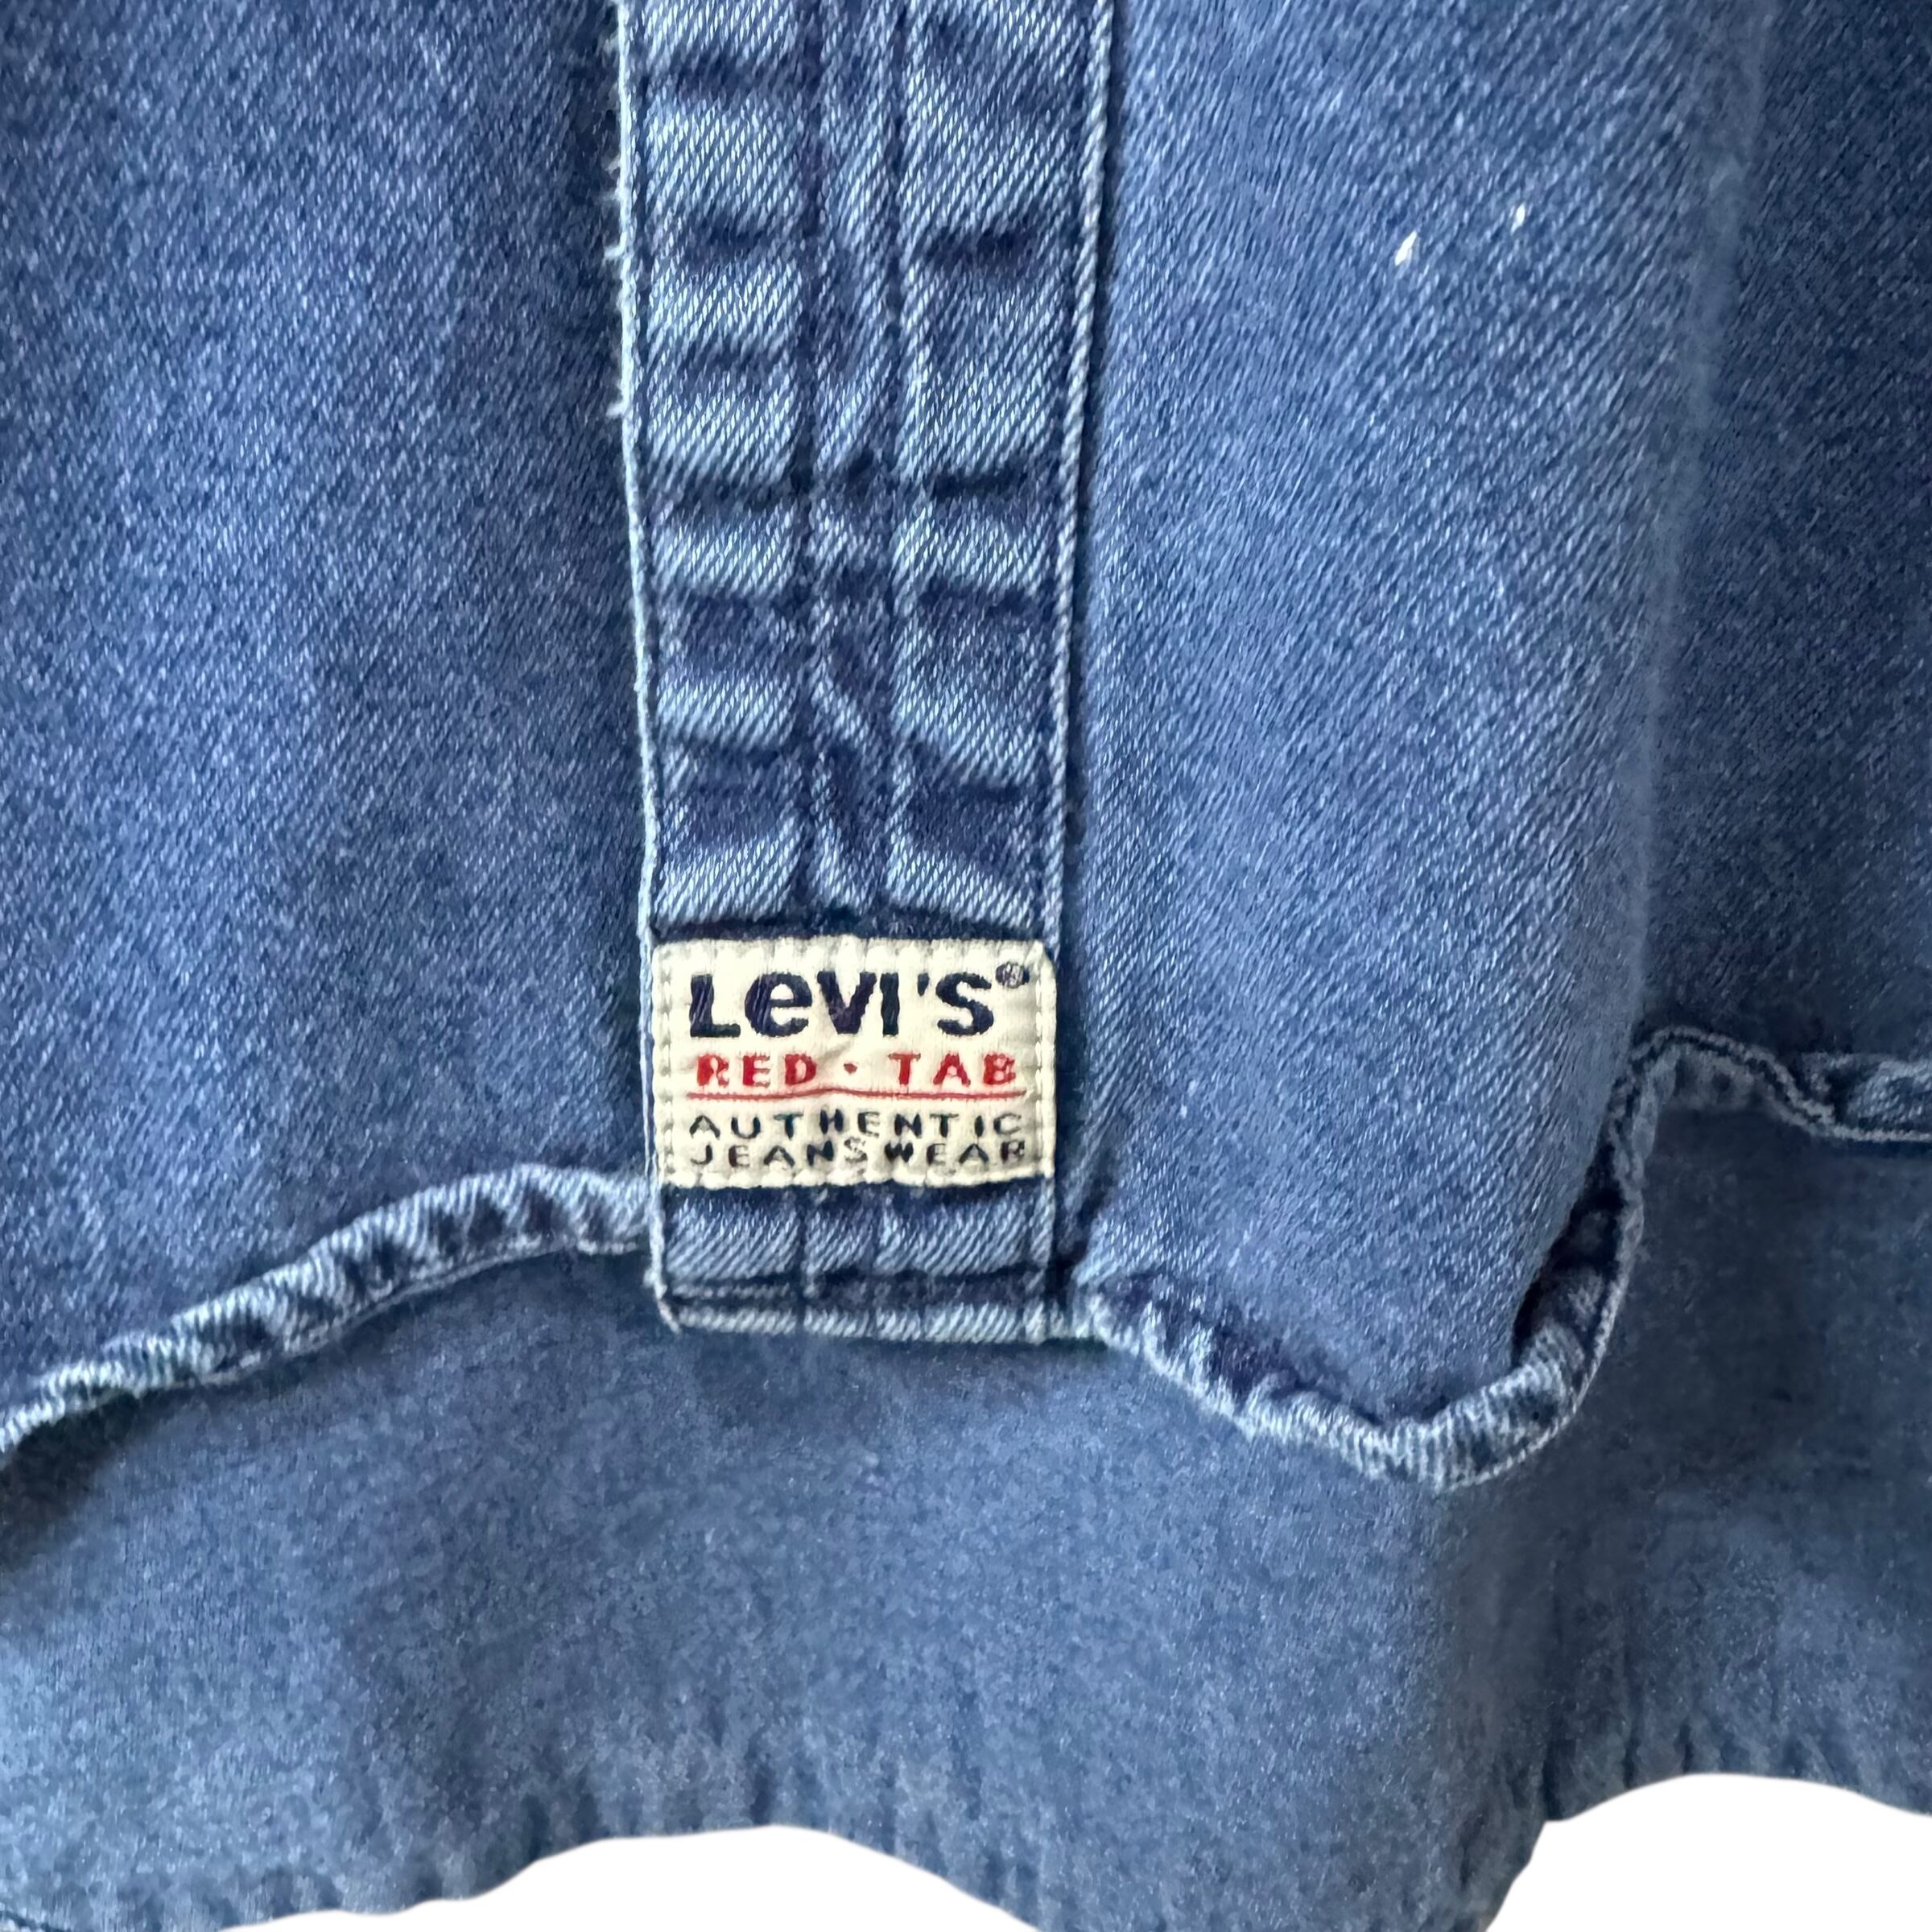 Levi's®
RED · TAB
AUTHENTIC
JEANSWEAR